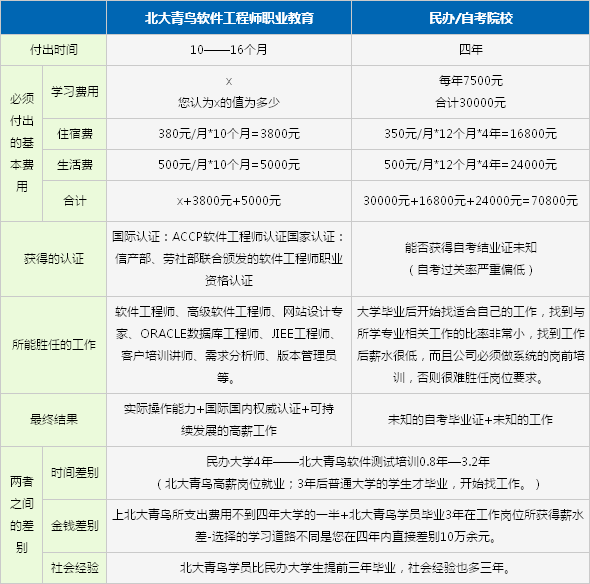 北大青鸟软件工程师职业教育 民办/自考院校
付出时间 10——16个月 四年
必须付出的基本费用
学习费用
x
您认为x的值为多少
每年7500元
合计30000元
住宿费 380元/月*10个月=3800元 350元/月*12个月*4年=16800元
生活费 500元/月*10个月=5000元 500元/月*12个月*4年=24000元
合计 x+3800元+5000元 30000元+16800元+24000元=70800元
获得的认证
国际认证：ACCP软件工程师认证国家认证：
信产部、劳社部联合颁发的软件工程师职业
资格认证
能否获得自考结业证未知
（自考过关率严重偏低）
所能胜任的工作
软件工程师、高级软件工程师、网站设计专
家、ORACLE数据库工程师、JIEE工程师、
客户培训讲师、需求分析师、版本管理员
等。
大学毕业后开始找适合自己的工作，找到与
所学专业相关工作的比率非常小，找到工作
后薪水很低，而且公司必须做系统的岗前培
训，否则很难胜任岗位要求。
最终结果
实际操作能力+国际国内权威认证+可持
续发展的高薪工作
未知的自考毕业证+未知的工作
两者之间的差别
时间差别
民办大学4年——北大青鸟软件测试培训0.8年—3.2年
（北大青鸟高薪岗位就业；3年后普通大学的学生才毕业，开始找工作。）
金钱差别
上北大青鸟所支出费用不到四年大学的一半+北大青鸟学员毕业3年在工作岗位所获得薪水
差-选择的学习道路不同是您在四年内直接差别10万余元。
社会经验 北大青鸟学员比民办大学生提前三年毕业，社会经验也多三年。